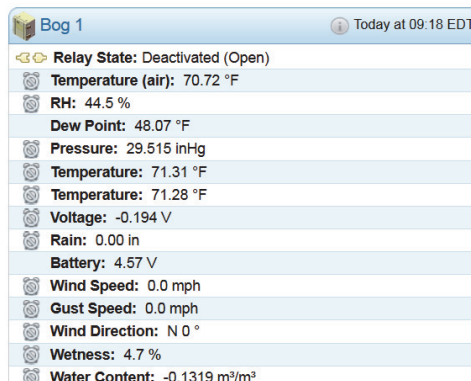 Bog 1 Today at 09:18 EDT
Relay State: Deactivated (Open)
Temperature (air): 70.72 °F
RH: 44.5 %
Dew Point: 48.07 °F
Pressure: 29.515 inHg
Temperature: 71.31 °F
Temperature: 71.28 °F
Voltage: -0.194 V
Rain: 0.00 in
Battery: 4.57 V
Wind Speed: 0.0 mph
Gust Speed: 0.0 mph
Wind Direction: N 0 °
Wetness: 4.7 %
Water Content: -0.1319 m³/m³